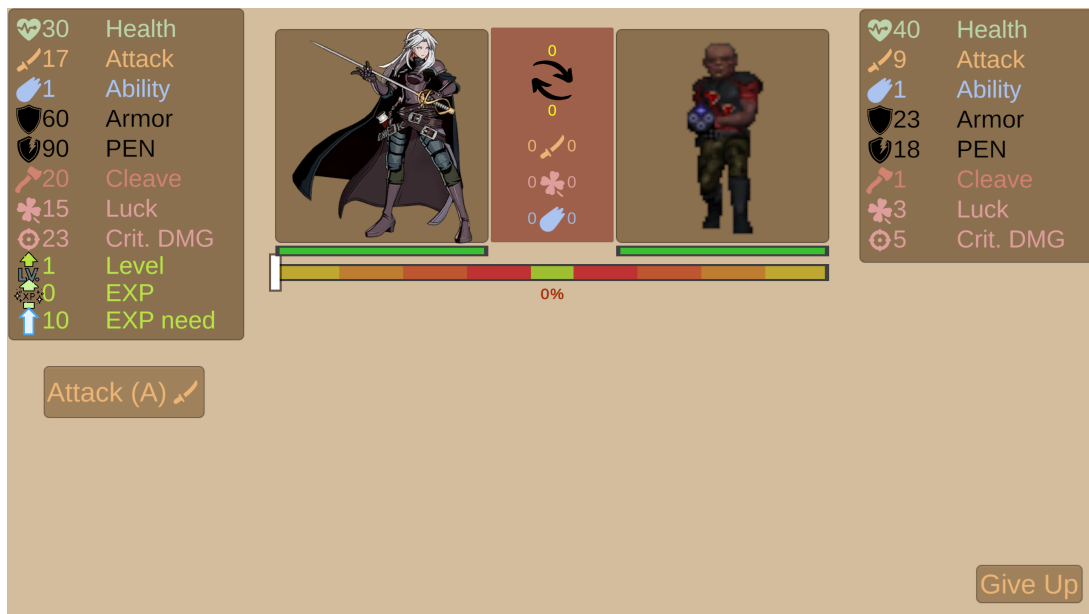 30 Health
17 Attack
1 Ability
60 Armor
90 PEN
20 Cleave
15 Luck
23 Crit. DMG
LV. 1 Level
XP 0 EXP
10 EXP need
Attack (A)
0
0
0 0
0 0
0 0
0%
40 Health
9 Attack
1 Ability
23 Armor
18 PEN
1 Cleave
3 Luck
5 Crit. DMG
Give Up